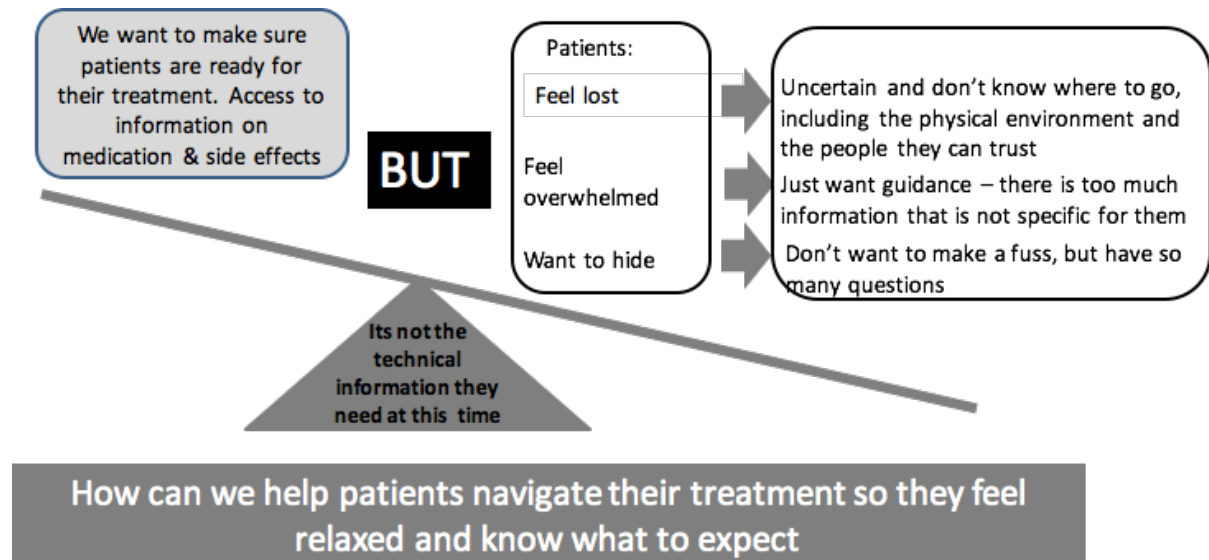 We want to make sure
patients are ready for
their treatment. Access to
information on
medication & side effects
BUT
Patients:
Feel lost
Feel
overwhelmed
Want to hide
Uncertain and don’t know where to go,
including the physical environment and
the people they can trust
Just want guidance – there is too much
information that is not specific for them
Don’t want to make a fuss, but have so
many questions
Its not the
technical
information they
need at this time
How can we help patients navigate their treatment so they feel
relaxed and know what to expect